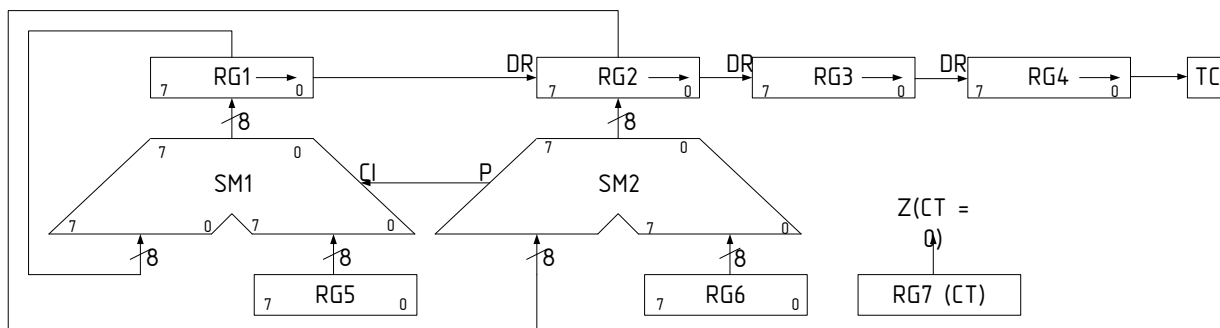 RG1 DR RG2 DR RG3 DR RG4 TC
7 0 7 0 7 0 7 0
8 8
7 0 7 0
CI P
SM1 SM2
Z(CT =
0)
7 0 7 0 7 0
8 8 8 8
RG5 RG6 RG7 (CT)
7 0 7 0